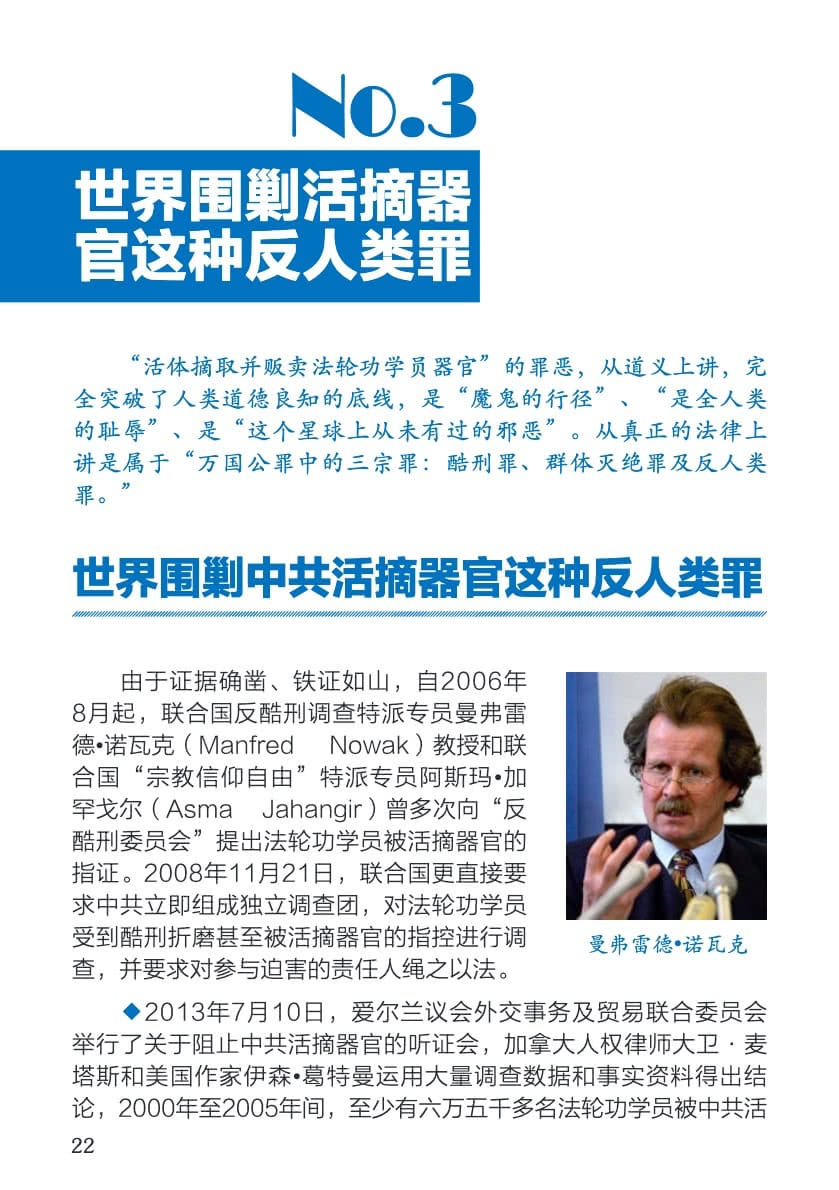 No.3
世界围剿活摘器
官这种反人类罪
“活体摘取并贩卖法轮功学员器官”的罪恶，从道义上讲，完
全突破了人类道德良知的底线，是“魔鬼的行径”、“是全人类
的耻辱”、是“这个星球上从未有过的邪恶”。从真正的法律上
讲是属于“万国公罪中的三宗罪：酷刑罪、群体灭绝罪及反人类
罪。”
世界围剿中共活摘器官这种反人类罪
由于证据确凿、铁证如山，自2006年
8月起，联合国反酷刑调查特派专员曼弗雷
德•诺瓦克（Manfred Nowak）教授和联
合国“宗教信仰自由”特派专员阿斯玛•加
罕戈尔（Asma Jahangir）曾多次向“反
酷刑委员会”提出法轮功学员被活摘器官的
指证。2008年11月21日，联合国更直接要
求中共立即组成独立调查团，对法轮功学员
受到酷刑折磨甚至被活摘器官的指控进行调
查，并要求对参与迫害的责任人绳之以法。
曼弗雷德•诺瓦克
◆2013年7月10日，爱尔兰议会外交事务及贸易联合委员会
举行了关于阻止中共活摘器官的听证会，加拿大人权律师大卫·麦
塔斯和美国作家伊森•葛特曼运用大量调查数据和事实资料得出结
论，2000年至2005年间，至少有六万五千多名法轮功学员被中共活
22